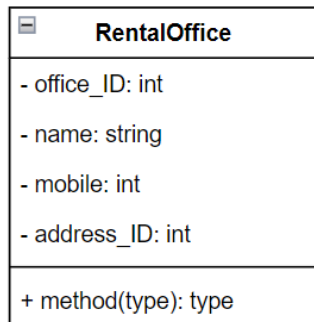 RentalOffice
- office_ID: int
- name: string
- mobile: int
- address_ID: int
+ method(type): type